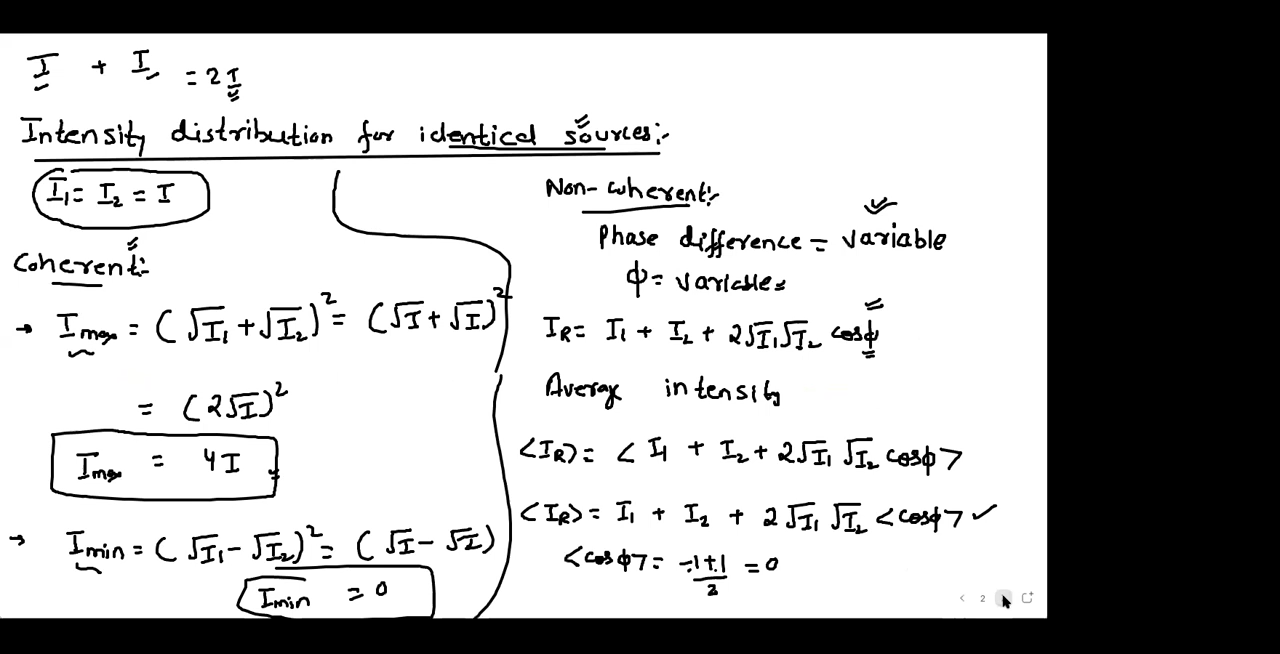 I + I = 2I
Intensity distribution for identical sources:-
I₁ = I₂ = I
Coherent:-
→ Imax = (√I₁ + √I₂)² = (√I + √I)²
= (2√I)²
Imax = 4I
→ Imin = (√I₁ - √I₂)² = (√I - √I)
Imin = 0
Non-coherent:-
Phase difference = variable
ϕ = variable
I_R = I₁ + I₂ + 2√I₁√I₂ cosϕ
Average intensity
<I_R> = < I₁ + I₂ + 2√I₁ √I₂ cosϕ >
<I_R> = I₁ + I₂ + 2√I₁ √I₂ <cosϕ> ✓
<cosϕ> = -1+1/2 = 0
< 2